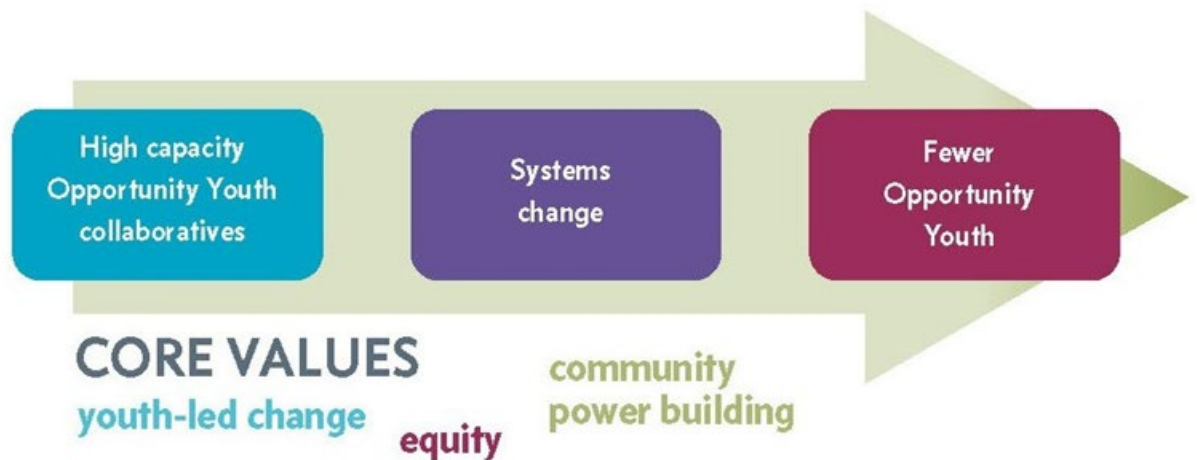 High capacity
Opportunity Youth
collaboratives
Systems
change
Fewer
Opportunity
Youth
CORE VALUES
youth-led change
equity
community
power building